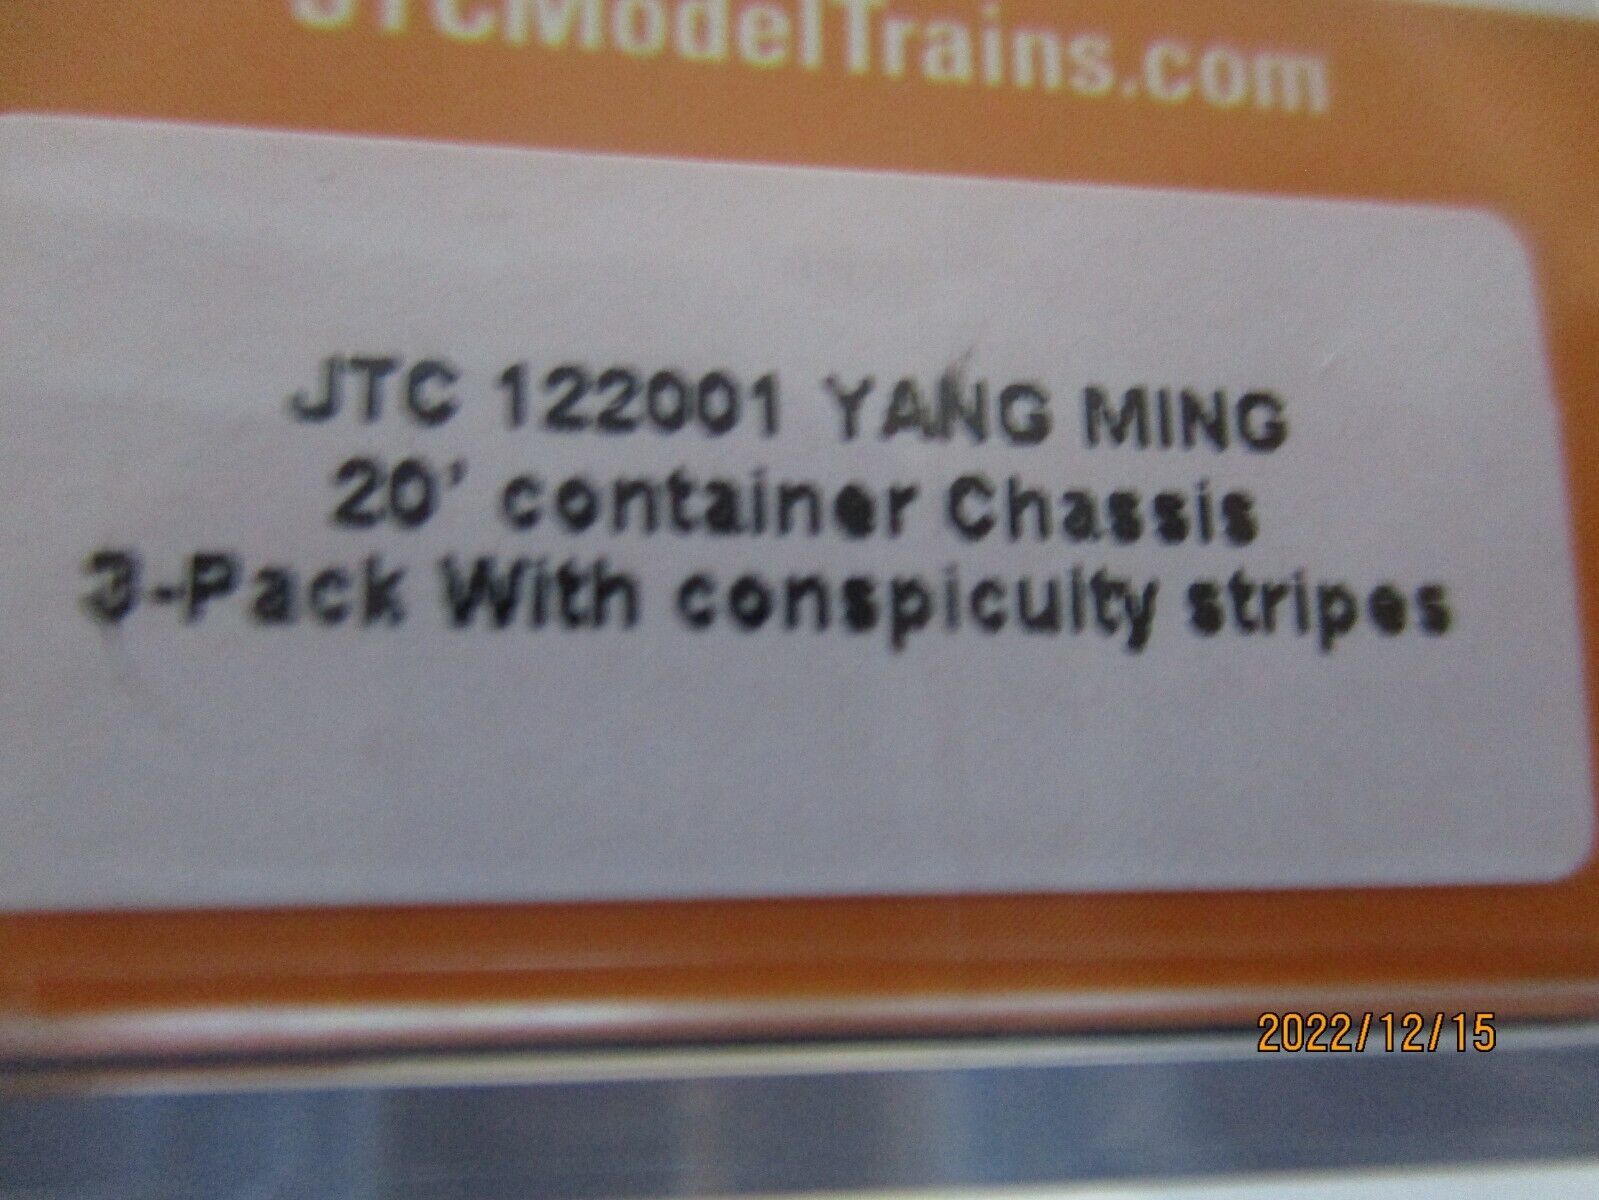 JTCModelTrains.com
JTC 122001 YANG MING
20' container Chassis
3-Pack With conspicuity stripes
2022/12/15